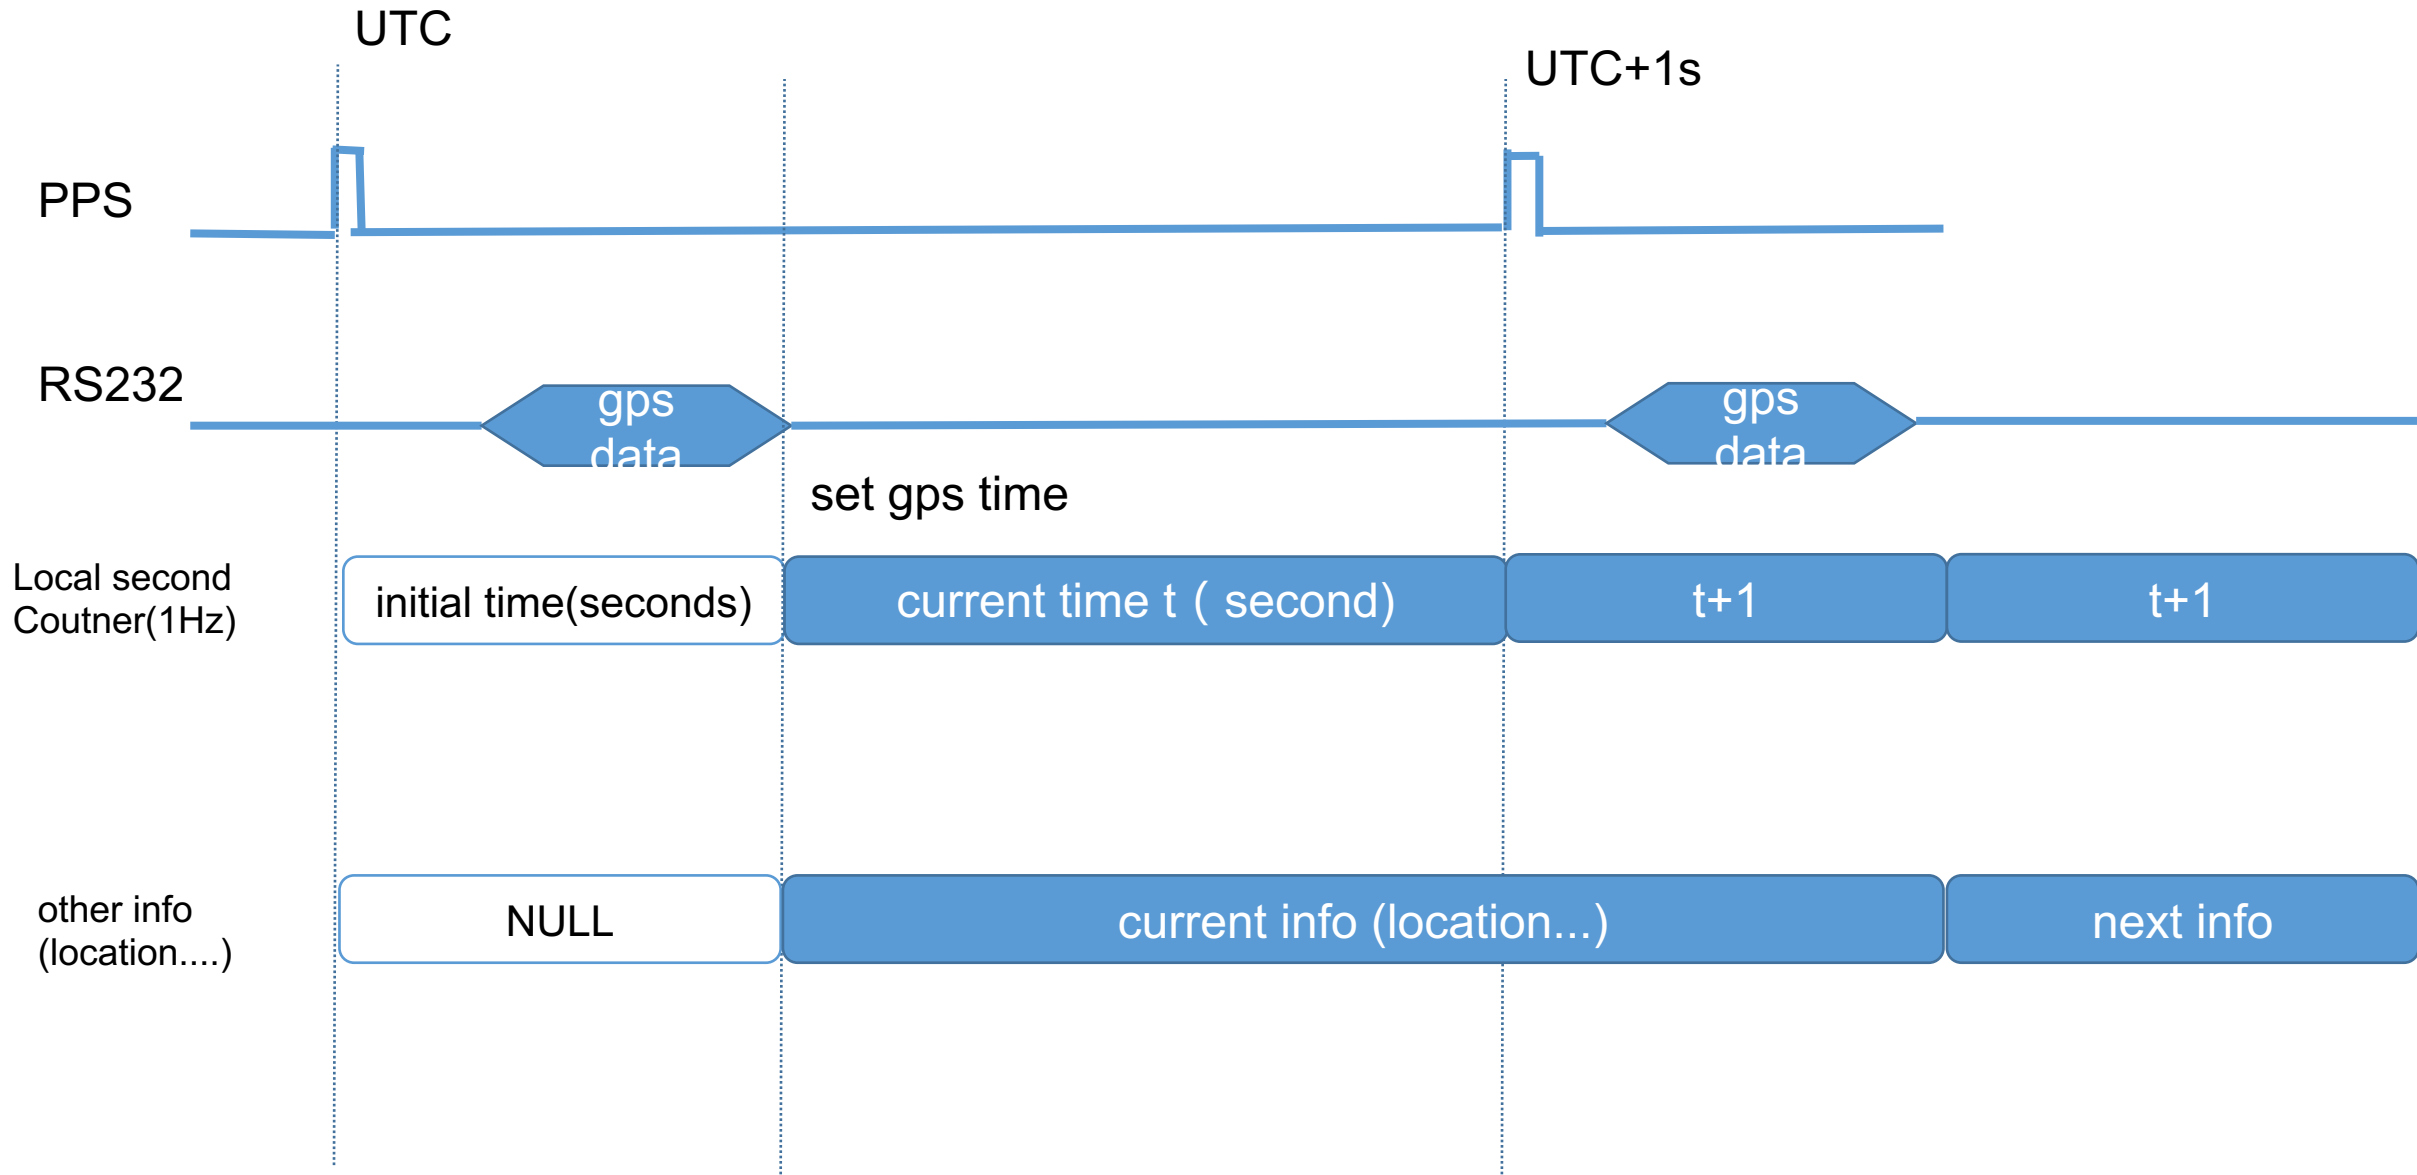 UTC
UTC+1s
PPS
RS232
gps
data
gps
data
set gps time
Local second
Coutner(1Hz)
initial time(seconds)
current time t ( second)
t+1
t+1
other info
(location....)
NULL
current info (location...)
next info